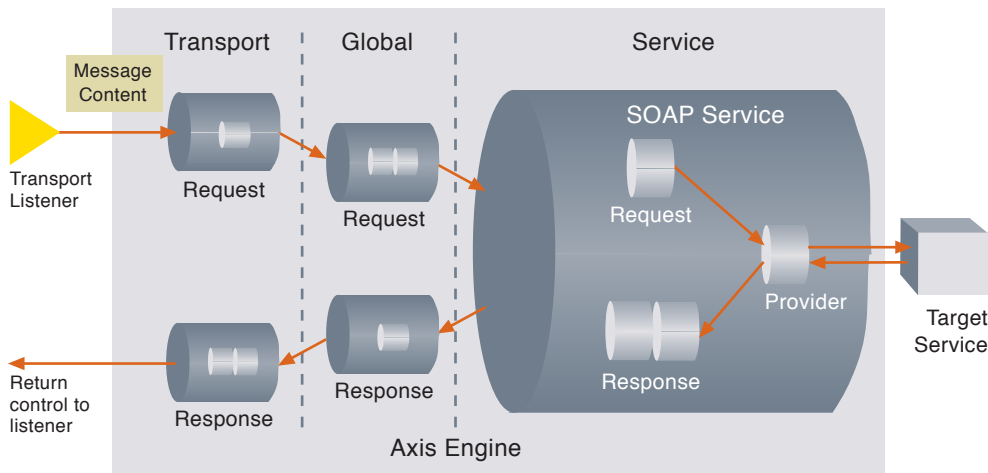 Transport
Global
Service
Message
Content
SOAP Service
Transport
Listener
Request
Request
Request
Provider
Target
Service
Response
Response
Response
Return
control to
listener
Axis Engine